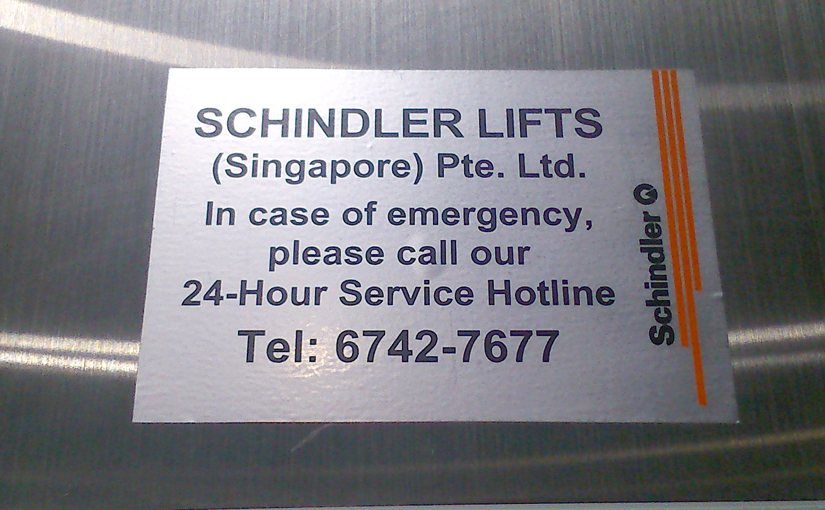 SCHINDLER LIFTS
(Singapore) Pte. Ltd.
In case of emergency,
please call our
24-Hour Service Hotline
Tel: 6742-7677
Schindler